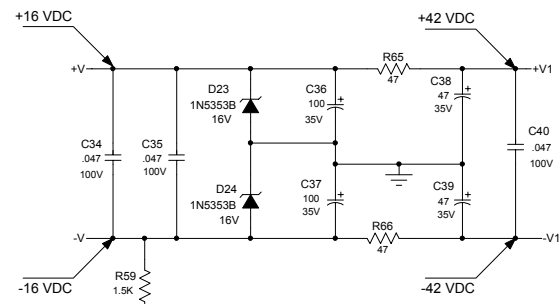 +16 VDC
+42 VDC
+V
R65
47
+V1
D23
1N5353B
16V
C36
100
35V
C38
47
35V
C34
.047
100V
C35
.047
100V
C40
.047
100V
D24
1N5353B
16V
C37
100
35V
C39
47
35V
R66
47
-V
-V1
-16 VDC
R59
1.5K
-42 VDC